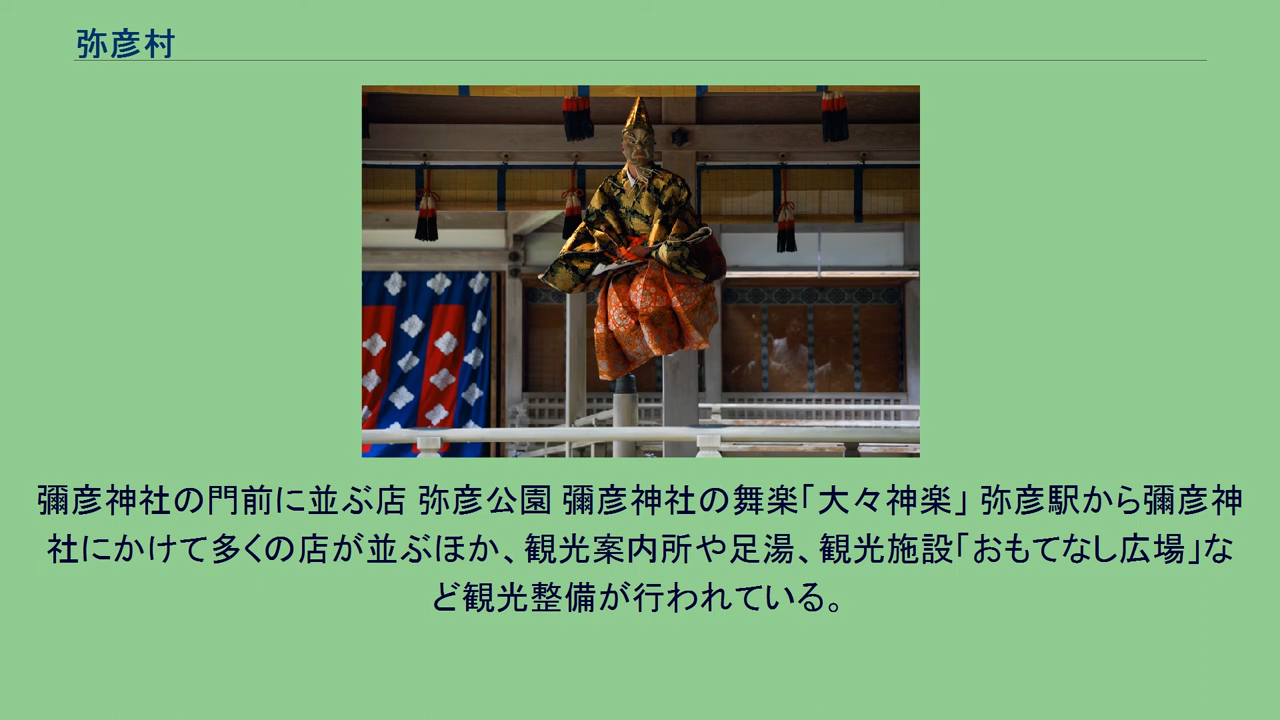 弥彦村
彌彦神社の門前に並ぶ店 弥彦公園 彌彦神社の舞楽「大々神楽」 弥彦駅から彌彦神
社にかけて多くの店が並ぶほか、観光案内所や足湯、観光施設「おもてなし広場」な
ど観光整備が行われている。